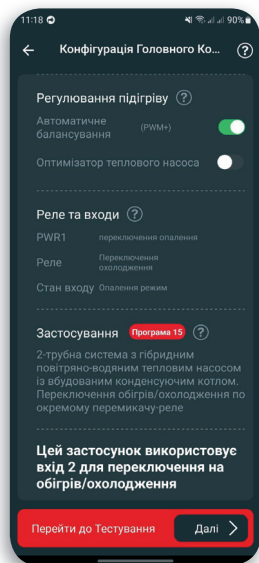 11:18
90%
Конфігурація Головного Ко...
Регулювання підігріву
Автоматичне
балансування
(PWM+)
Оптимізатор теплового насоса
Реле та входи
PWR1 переключення опалення
Реле Переключення
охолодження
Стан входу Опалення режим
Застосування Програма 15
2-трубна система з гібридним
повітряно-водяним тепловим насосом
із вбудованим конденсуючим котлом.
Переключення обігрів/охолодження по
окремому перемикачу-реле
Цей застосунок використовує
вхід 2 для переключення на
обігрів/охолодження
Перейти до Тестування Далі